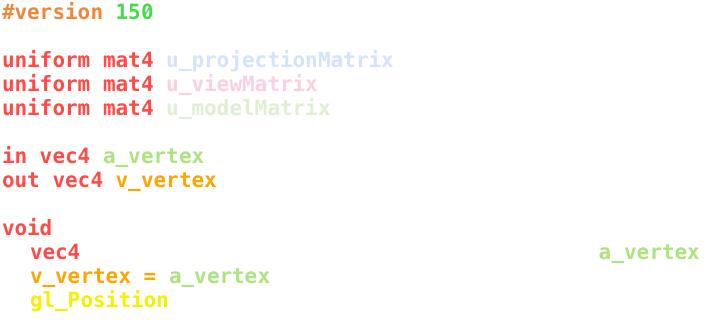 #version 150
uniform mat4 u_projectionMatrix
uniform mat4 u_viewMatrix
uniform mat4 u_modelMatrix
in vec4 a_vertex
out vec4 v_vertex
void
vec4 a_vertex
v_vertex = a_vertex
gl_Position